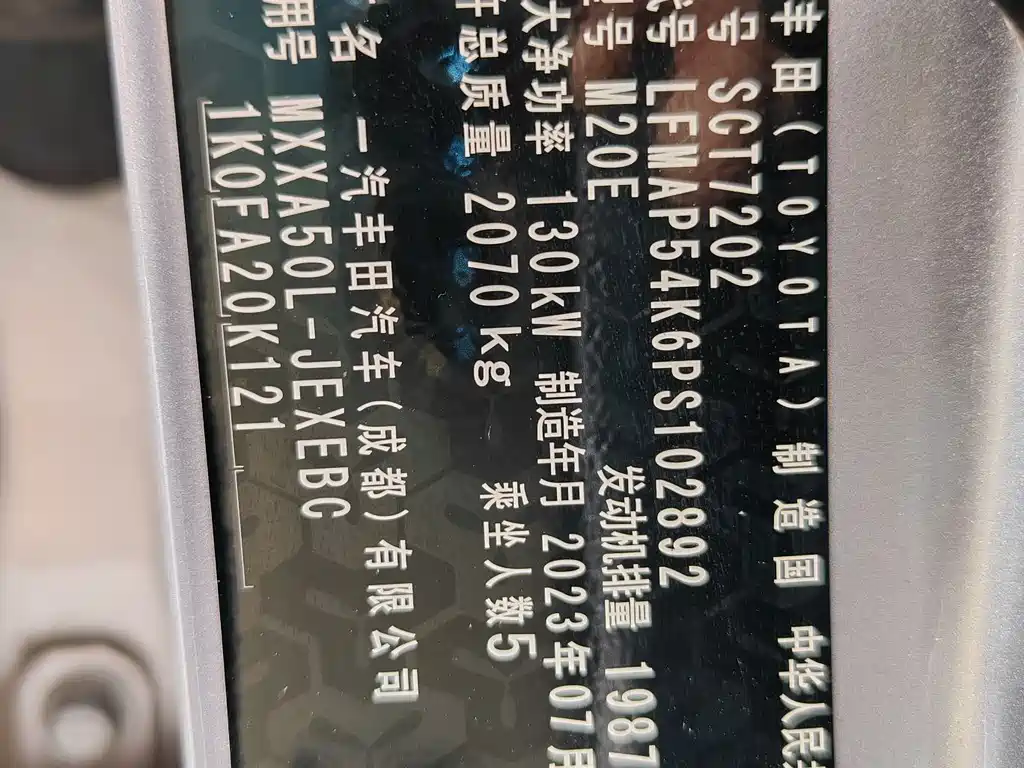 丰田(TOYOTA)制造国 中华人民
号 SCT7202
号 LFMAP54K6PS102892
型号 M20E 发动机排量 1987
大净功率 130kW 制造年月 2023年07月
许总质量 2070kg 乘坐人数5
名 一汽丰田汽车(成都)有限公司
用号 MXXA50L-JEXEBC
1K0FA20K121